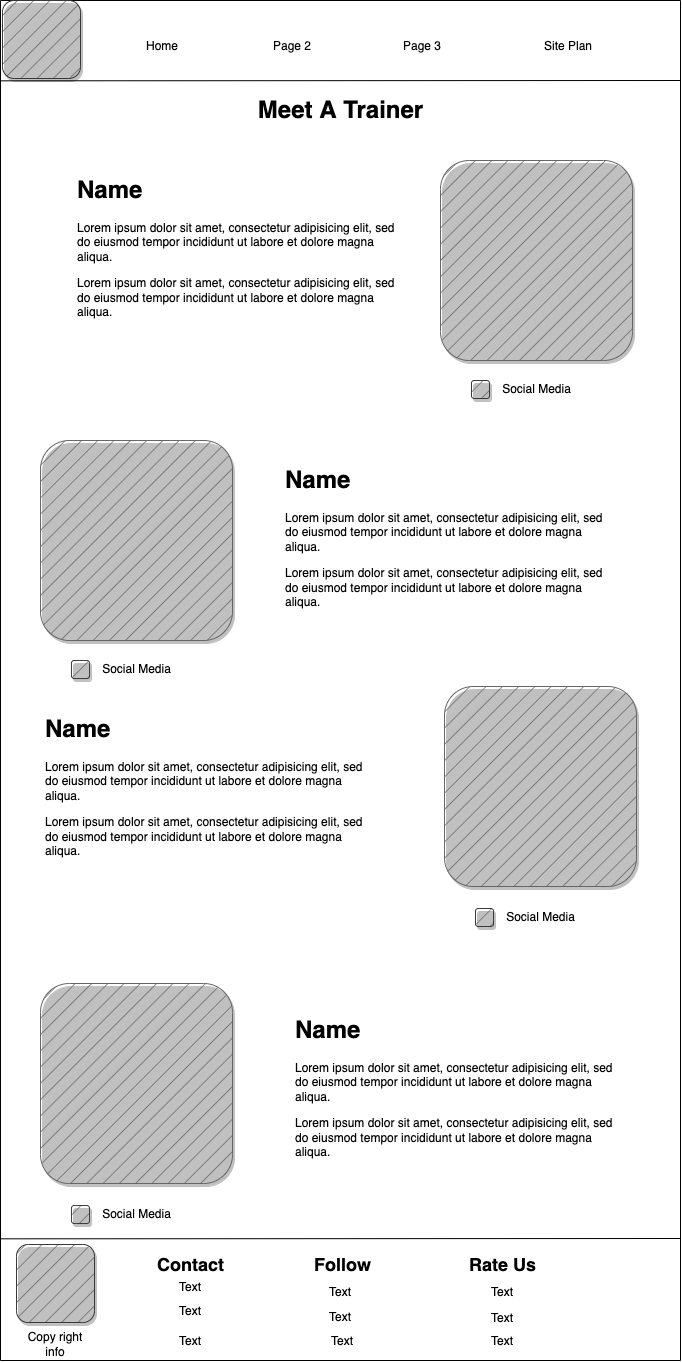 Home
Page 2
Page 3
Site Plan
Meet A Trainer
Name
Lorem ipsum dolor sit amet, consectetur adipisicing elit, sed
do eiusmod tempor incididunt ut labore et dolore magna
aliqua.
Lorem ipsum dolor sit amet, consectetur adipisicing elit, sed
do eiusmod tempor incididunt ut labore et dolore magna
aliqua.
Social Media
Name
Lorem ipsum dolor sit amet, consectetur adipisicing elit, sed
do eiusmod tempor incididunt ut labore et dolore magna
aliqua.
Lorem ipsum dolor sit amet, consectetur adipisicing elit, sed
do eiusmod tempor incididunt ut labore et dolore magna
aliqua.
Social Media
Name
Lorem ipsum dolor sit amet, consectetur adipisicing elit, sed
do eiusmod tempor incididunt ut labore et dolore magna
aliqua.
Lorem ipsum dolor sit amet, consectetur adipisicing elit, sed
do eiusmod tempor incididunt ut labore et dolore magna
aliqua.
Social Media
Name
Lorem ipsum dolor sit amet, consectetur adipisicing elit, sed
do eiusmod tempor incididunt ut labore et dolore magna
aliqua.
Lorem ipsum dolor sit amet, consectetur adipisicing elit, sed
do eiusmod tempor incididunt ut labore et dolore magna
aliqua.
Social Media
Copy right
info
Contact
Text
Text
Text
Follow
Text
Text
Text
Rate Us
Text
Text
Text